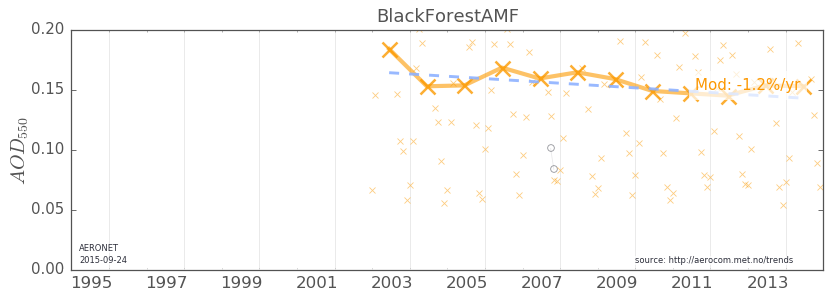 BlackForestAMF
0.20
0.15
0.10
0.05
0.00
AOD550
Mod: -1.2%/yr
AERONET
2015-09-24
source: http://aerocom.met.no/trends
1995 1997 1999 2001 2003 2005 2007 2009 2011 2013